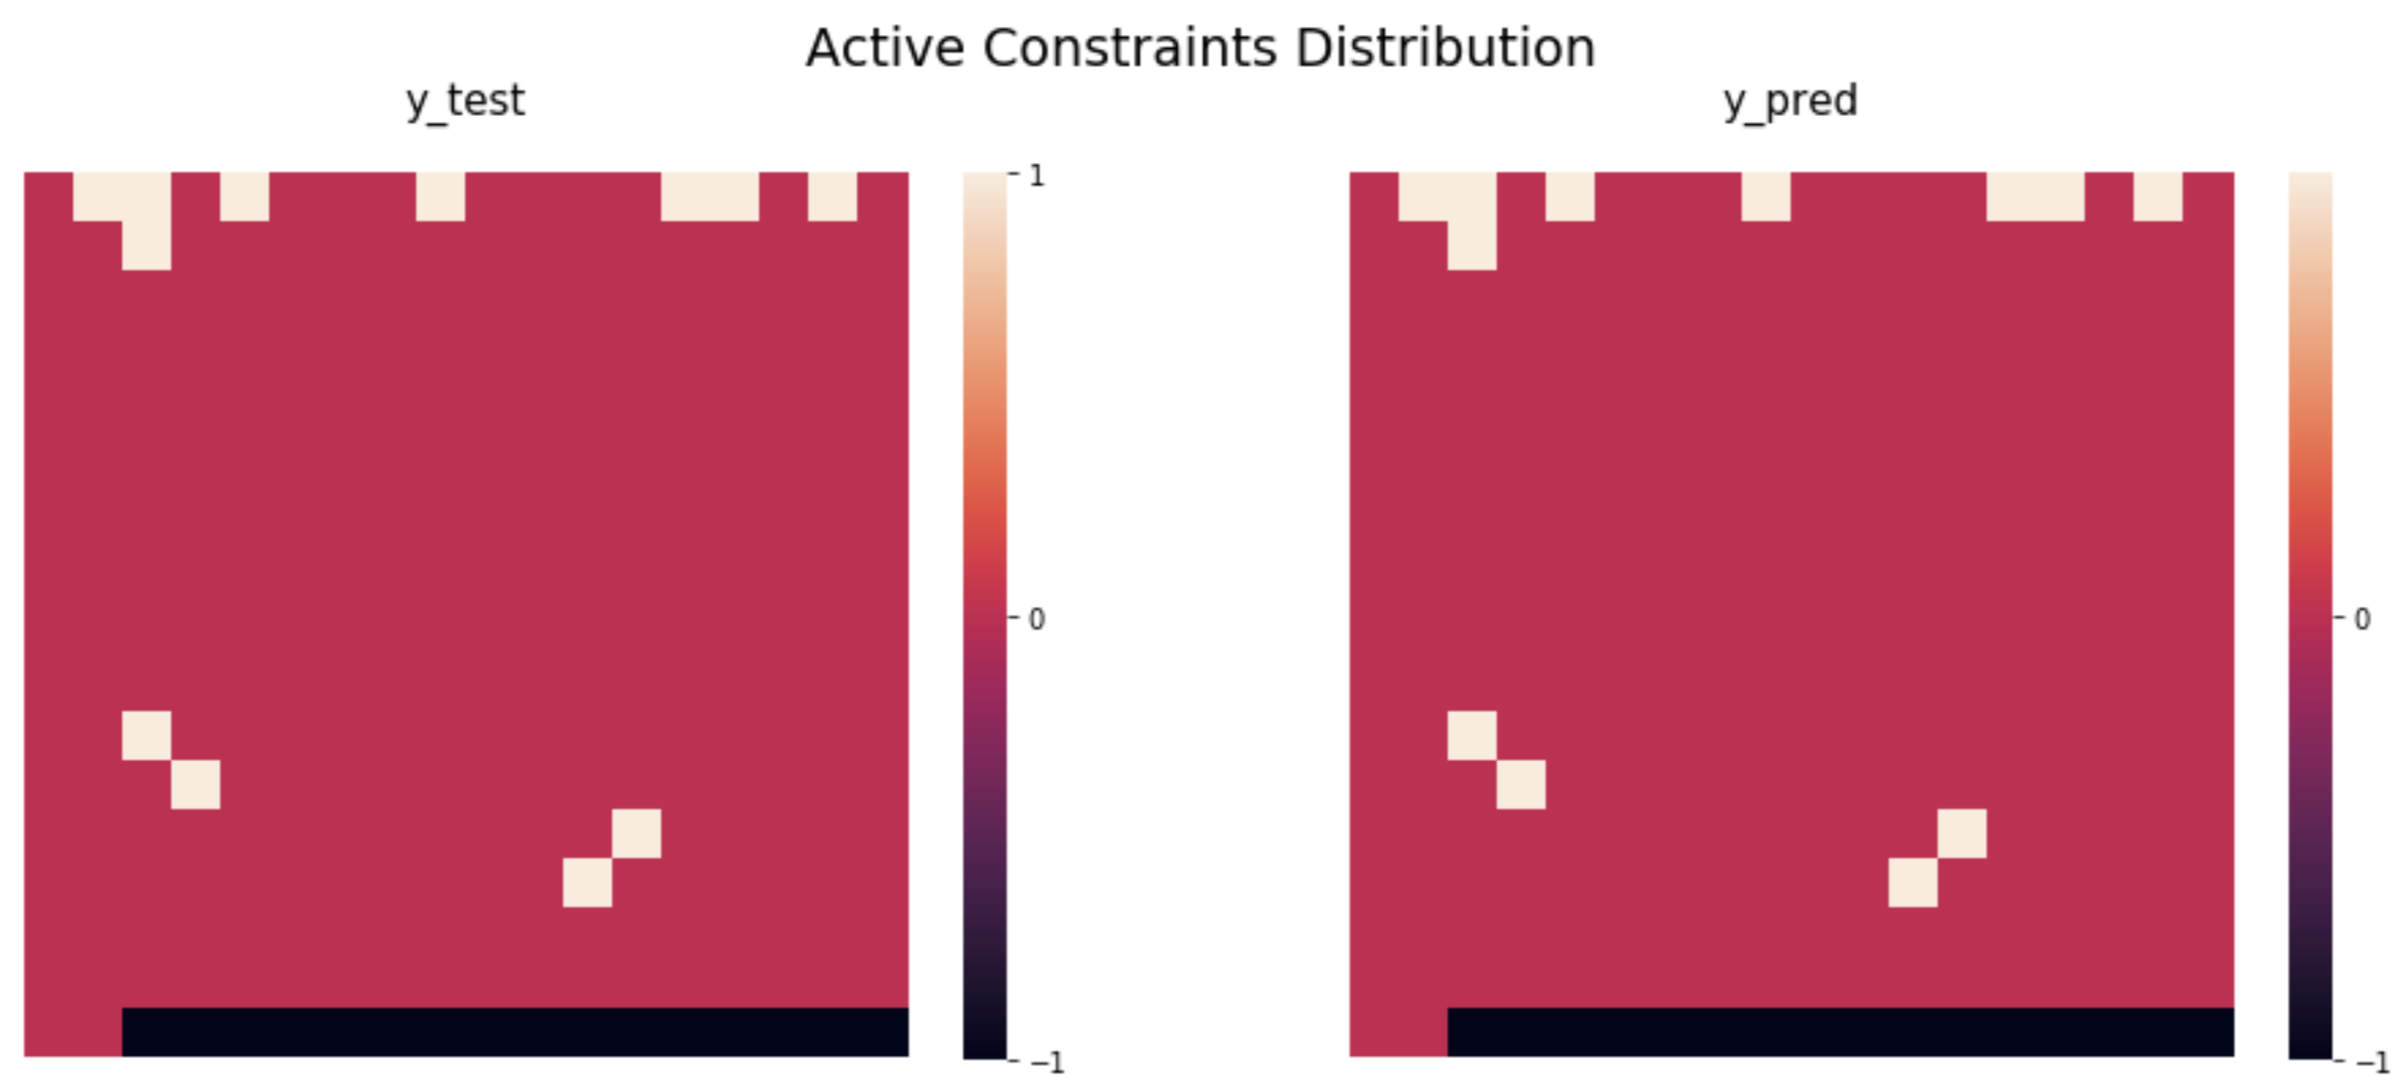 Active Constraints Distribution
y_test
y_pred
1
0
−1
0
−1